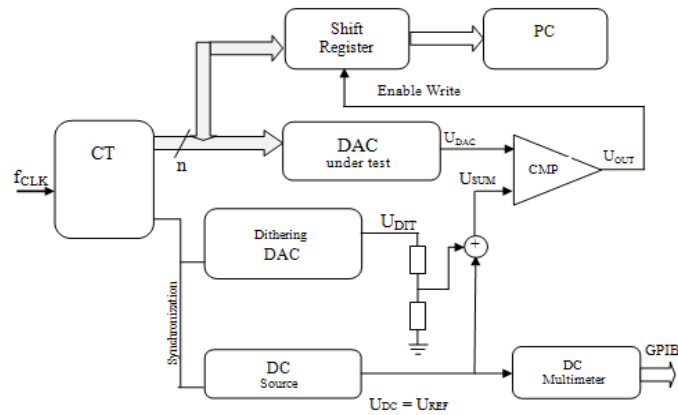 Shift
Register
PC
Enable Write
CT
n
DAC
under test
U_DAC
CMP
U_OUT
f_CLK
U_SUM
Dithering
DAC
U_DIT
+
Synchronization
DC
Source
U_DC = U_REF
DC
Multimeter
GPIB